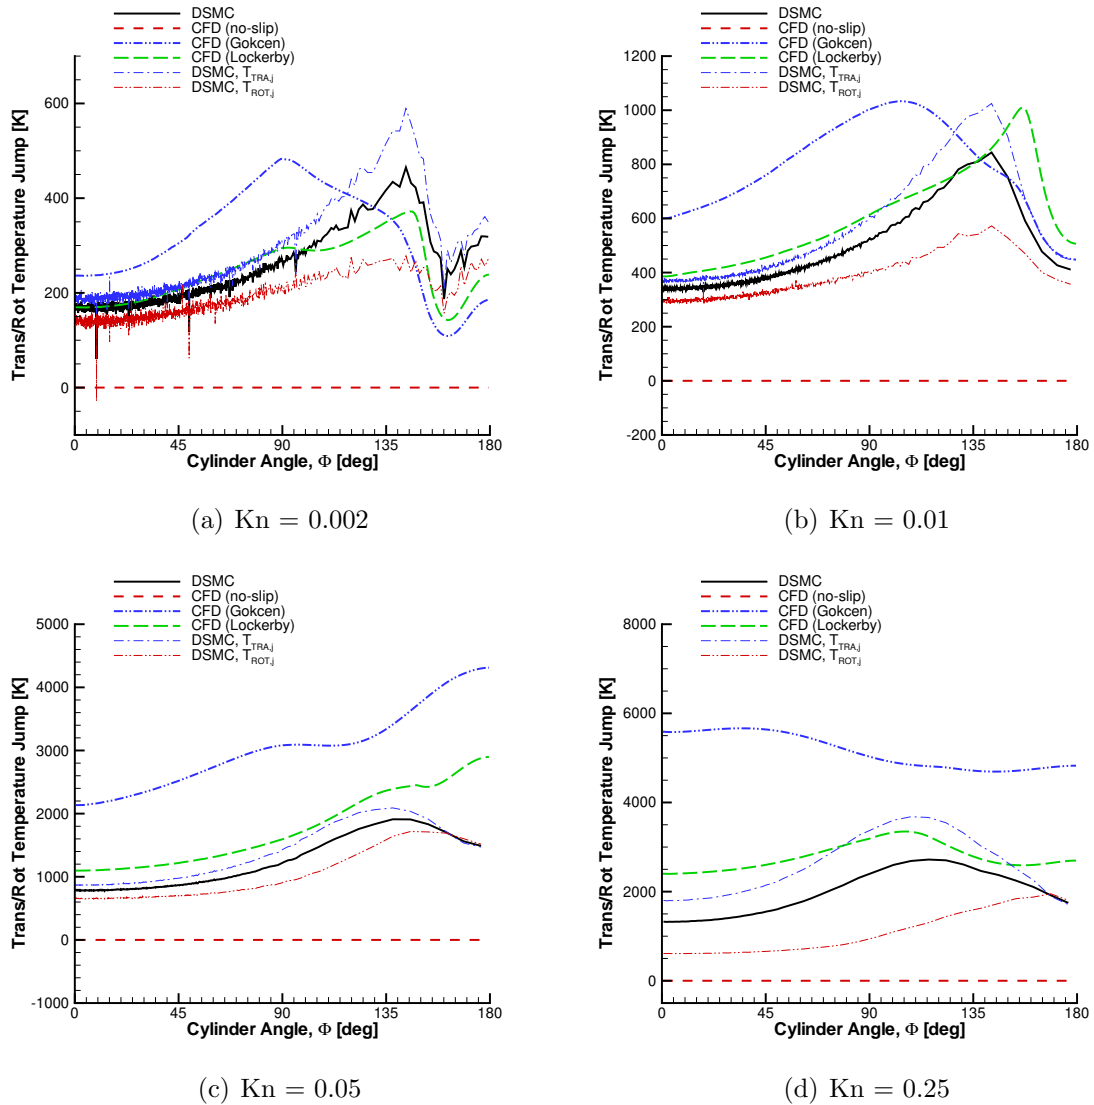 DSMC
CFD (no-slip)
CFD (Gokcen)
CFD (Lockerby)
DSMC, T_TRA,j
DSMC, T_ROT,j
Trans/Rot Temperature Jump [K]
600
400
200
0
0 45 90 135 180
Cylinder Angle, Φ [deg]
(a) Kn = 0.002
DSMC
CFD (no-slip)
CFD (Gokcen)
CFD (Lockerby)
DSMC, T_TRA,j
DSMC, T_ROT,j
Trans/Rot Temperature Jump [K]
1200
1000
800
600
400
200
0
-200
0 45 90 135 180
Cylinder Angle, Φ [deg]
(b) Kn = 0.01
DSMC
CFD (no-slip)
CFD (Gokcen)
CFD (Lockerby)
DSMC, T_TRA,j
DSMC, T_ROT,j
Trans/Rot Temperature Jump [K]
5000
4000
3000
2000
1000
0
-1000
0 45 90 135 180
Cylinder Angle, Φ [deg]
(c) Kn = 0.05
DSMC
CFD (no-slip)
CFD (Gokcen)
CFD (Lockerby)
DSMC, T_TRA,j
DSMC, T_ROT,j
Trans/Rot Temperature Jump [K]
8000
6000
4000
2000
0
0 45 90 135 180
Cylinder Angle, Φ [deg]
(d) Kn = 0.25